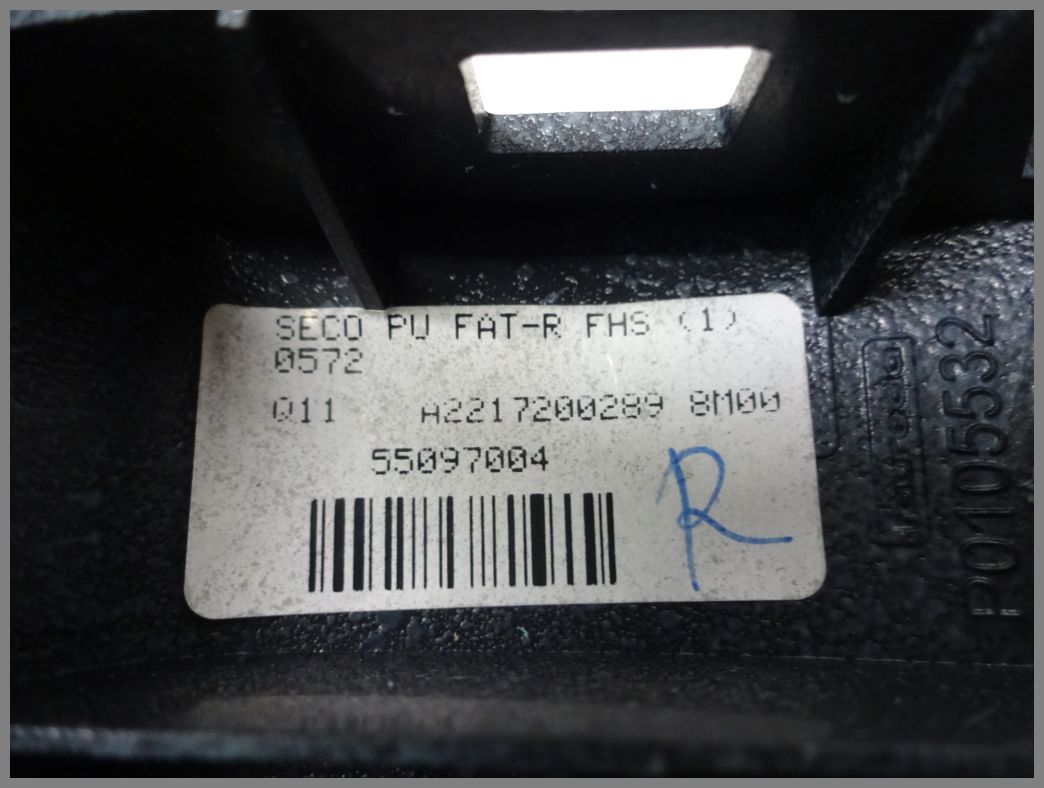 SECO PU FAT-R FHS (1)
0572
Q11 A2217200289 8M00
55097004
R
P0105532